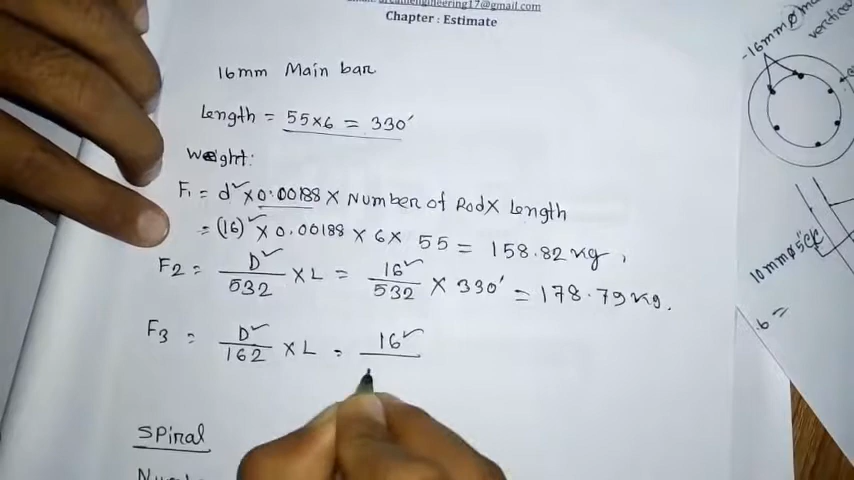 Chapter : Estimate
16mm Main bar
Length = 55×6 = 330'
Weight:
F₁ = d² × 0.00188 × Number of Rod × Length
= (16)² × 0.00188 × 6 × 55 = 158.82 kg,
F₂ = D²/532 × L = 16²/532 × 330' = 178.79 kg.
F₃ = D²/162 × L = 16²
Spiral
-16mmØ
vertical
10mmØ5"